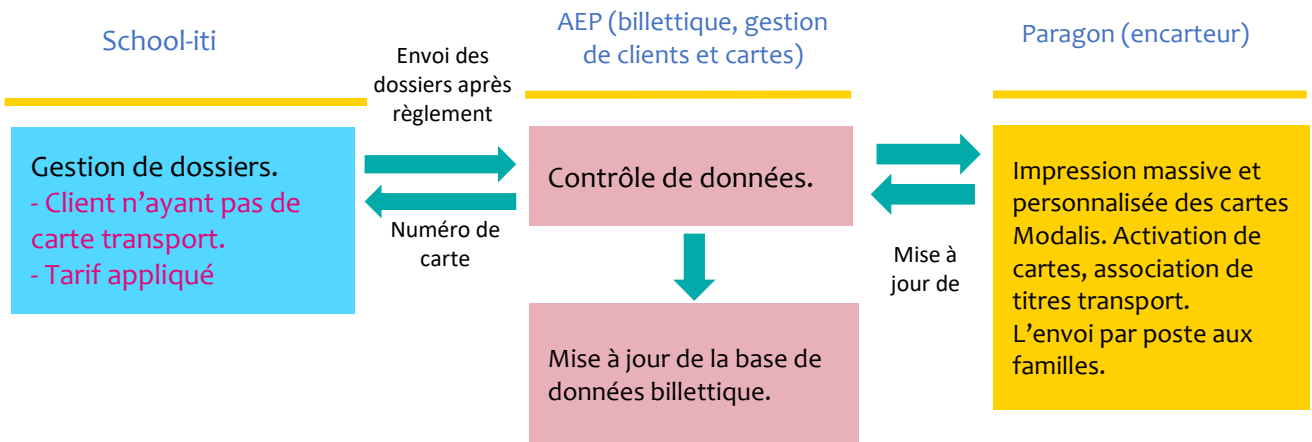 School-iti
Envoi des
dossiers après
règlement
AEP (billettique, gestion
de clients et cartes)
Paragon (encarteur)
Gestion de dossiers.
- Client n’ayant pas de
carte transport.
- Tarif appliqué
Numéro de
carte
Contrôle de données.
Mise à jour de la base de
données billettique.
Mise à
jour de
Impression massive et
personnalisée des cartes
Modalis. Activation de
cartes, association de
titres transport.
L’envoi par poste aux
familles.